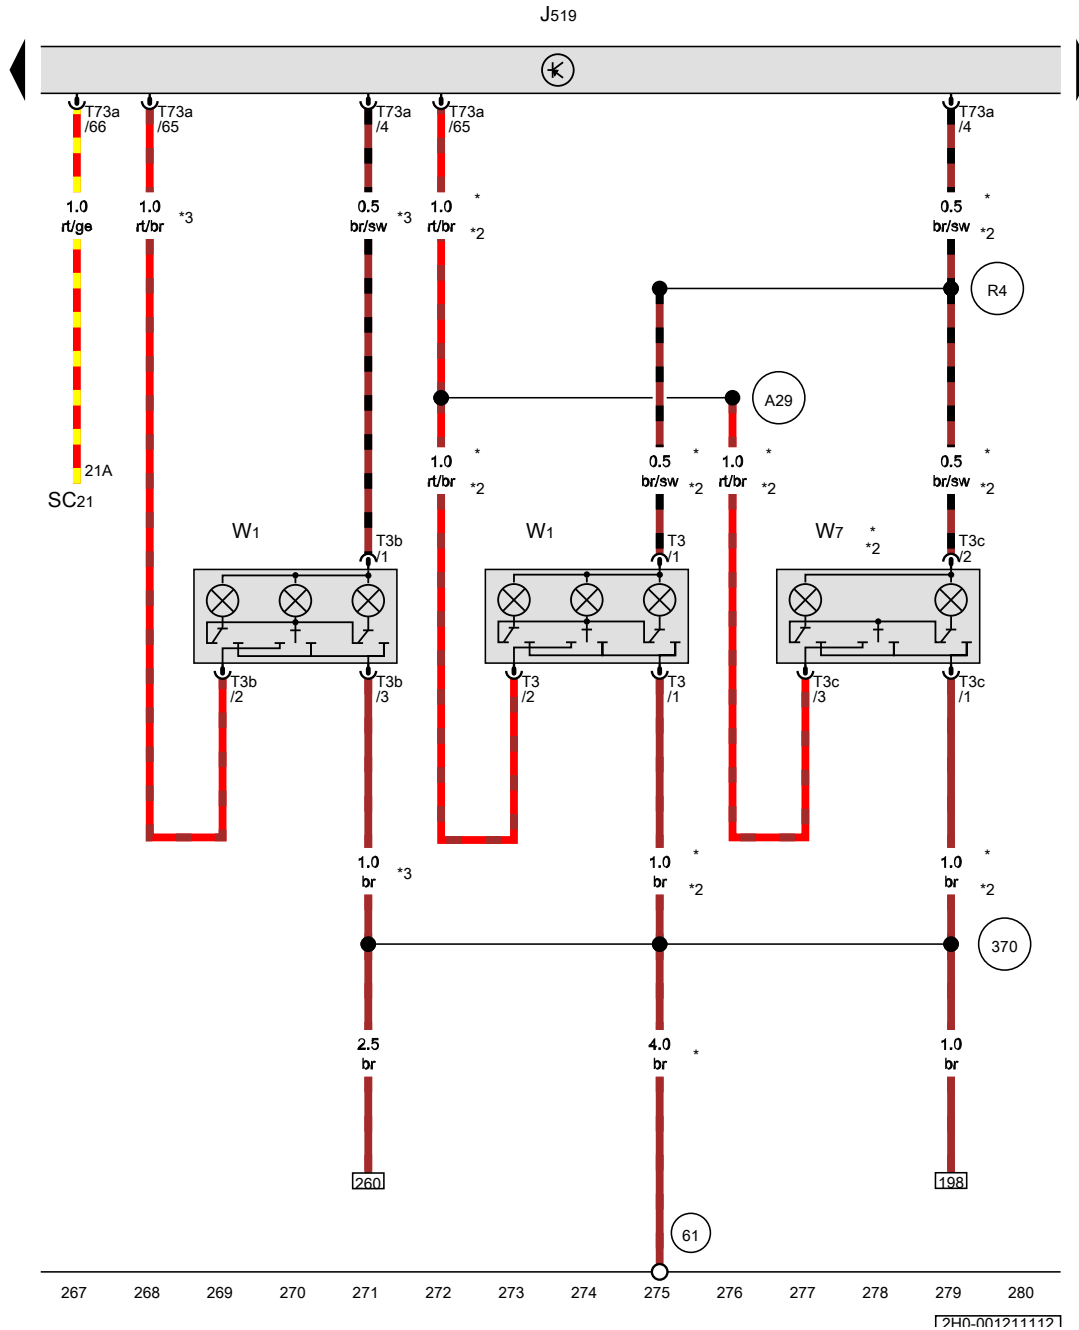 J519
T73a
/66
T73a
/65
T73a
/4
T73a
/65
T73a
/4
1.0
rt/ge
1.0
rt/br
*3
0.5
br/sw
*3
1.0
rt/br
*
*2
0.5
br/sw
*
*2
R4
A29
21A
SC21
1.0
rt/br
*
*2
0.5
br/sw
*
*2
1.0
rt/br
*
*2
0.5
br/sw
*
*2
W1
T3b
/1
W1
T3
/1
W7
*
*2
T3c
/2
T3b
/2
T3b
/3
T3
/2
T3
/1
T3c
/3
T3c
/1
1.0
br
*3
1.0
br
*
*2
1.0
br
*
*2
370
2.5
br
4.0
br
*
1.0
br
260
198
61
267 268 269 270 271 272 273 274 275 276 277 278 279 280
2H0-001211112